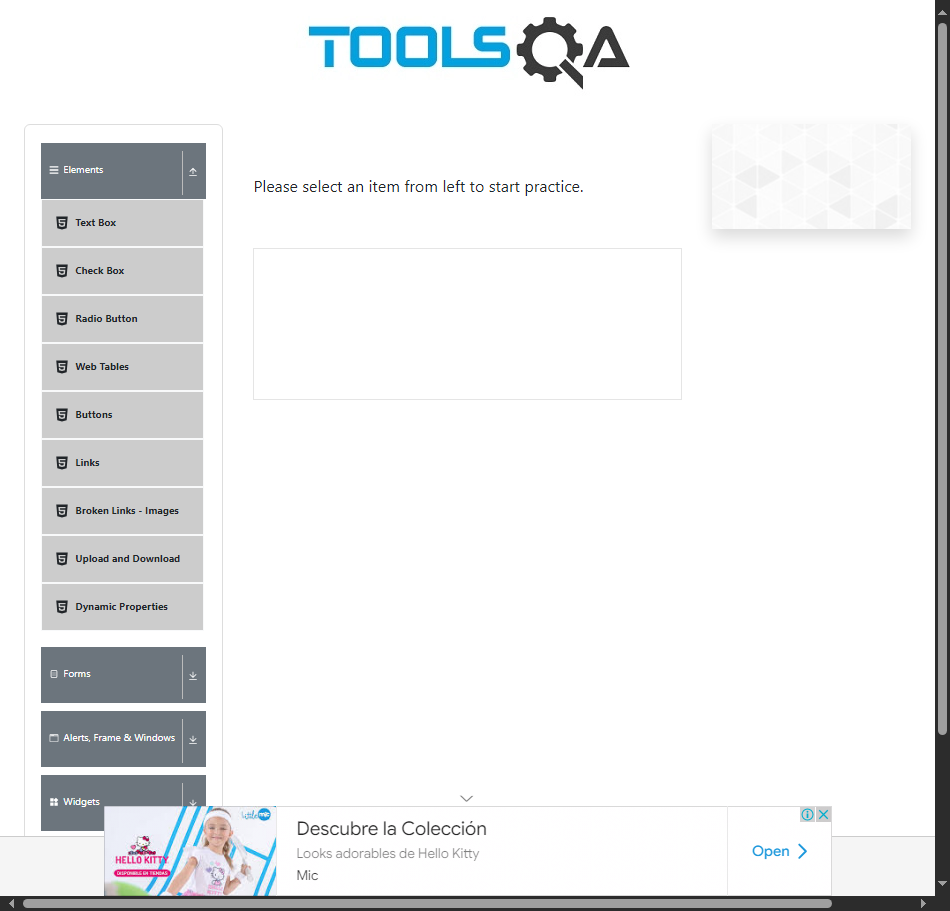 TOOLSQA
Elements
Please select an item from left to start practice.
Text Box
Check Box
Radio Button
Web Tables
Buttons
Links
Broken Links - Images
Upload and Download
Dynamic Properties
Forms
Alerts, Frame & Windows
Widgets
HELLO KITTY
DISPONIBLE EN TIENDAS
Descubre la Colección
Looks adorables de Hello Kitty
Mic
Open